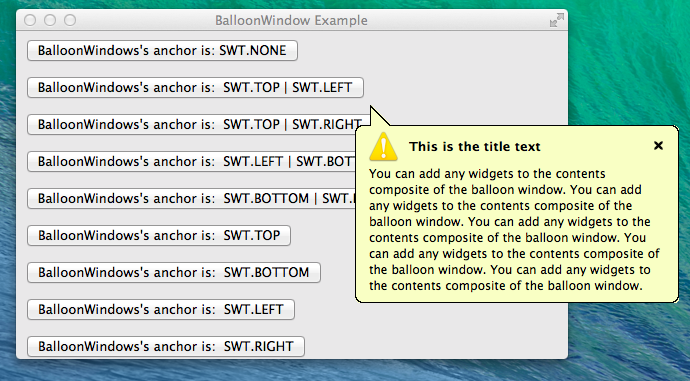 BalloonWindow Example
BalloonWindows's anchor is: SWT.NONE
BalloonWindows's anchor is:  SWT.TOP | SWT.LEFT
BalloonWindows's anchor is:  SWT.TOP | SWT.RIGHT
BalloonWindows's anchor is:  SWT.LEFT | SWT.BOTT
BalloonWindows's anchor is:  SWT.BOTTOM | SWT.
BalloonWindows's anchor is:  SWT.TOP
BalloonWindows's anchor is:  SWT.BOTTOM
BalloonWindows's anchor is:  SWT.LEFT
BalloonWindows's anchor is:  SWT.RIGHT
This is the title text
You can add any widgets to the contents
composite of the balloon window. You can add
any widgets to the contents composite of the
balloon window. You can add any widgets to the
contents composite of the balloon window. You
can add any widgets to the contents composite of
the balloon window. You can add any widgets to
the contents composite of the balloon window.